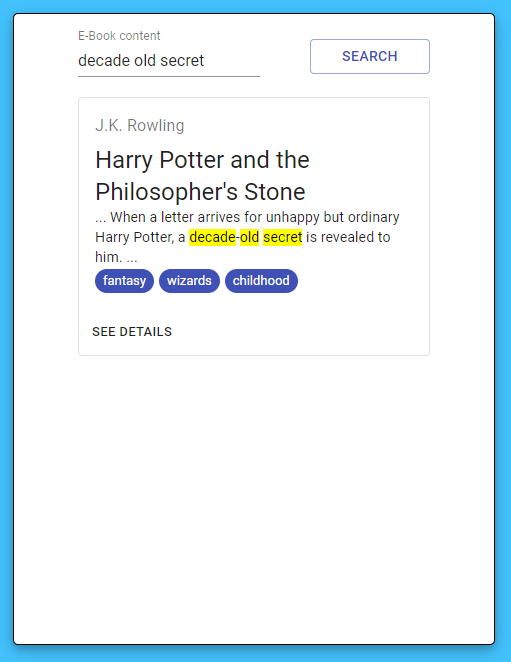 E-Book content
decade old secret
SEARCH
J.K. Rowling
Harry Potter and the
Philosopher's Stone
... When a letter arrives for unhappy but ordinary
Harry Potter, a decade-old secret is revealed to
him. ...
fantasy wizards childhood
SEE DETAILS